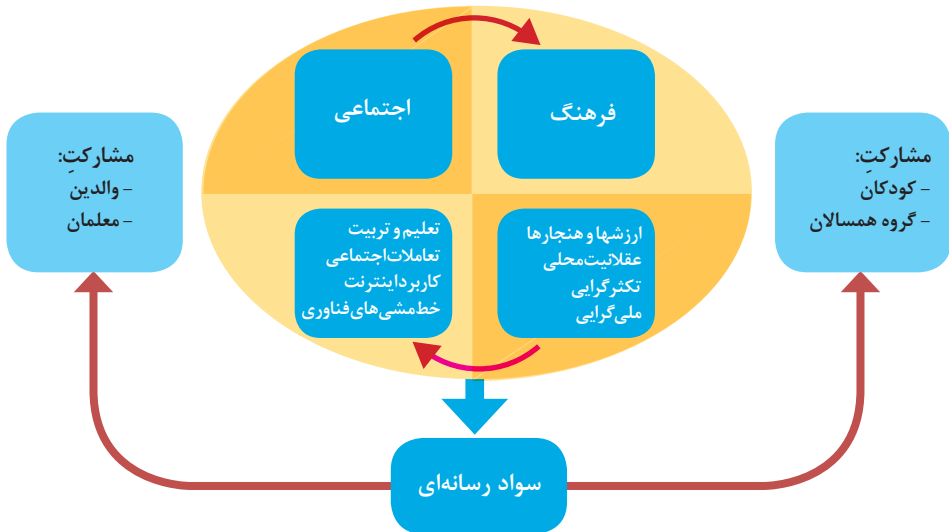 فرهنگ
اجتماعی
مشارکتِ:
– کودکان
– گروه همسالان
مشارکتِ:
– والدین
– معلمان
ارزشها و هنجارها
عقلانیت‌محلی
تکثرگرایی
ملی‌گرایی
تعلیم و تربیت
تعاملات‌اجتماعی
کاربرد‌اینترنت
خط‌مشی‌های‌فناوری
سواد رسانه‌ای